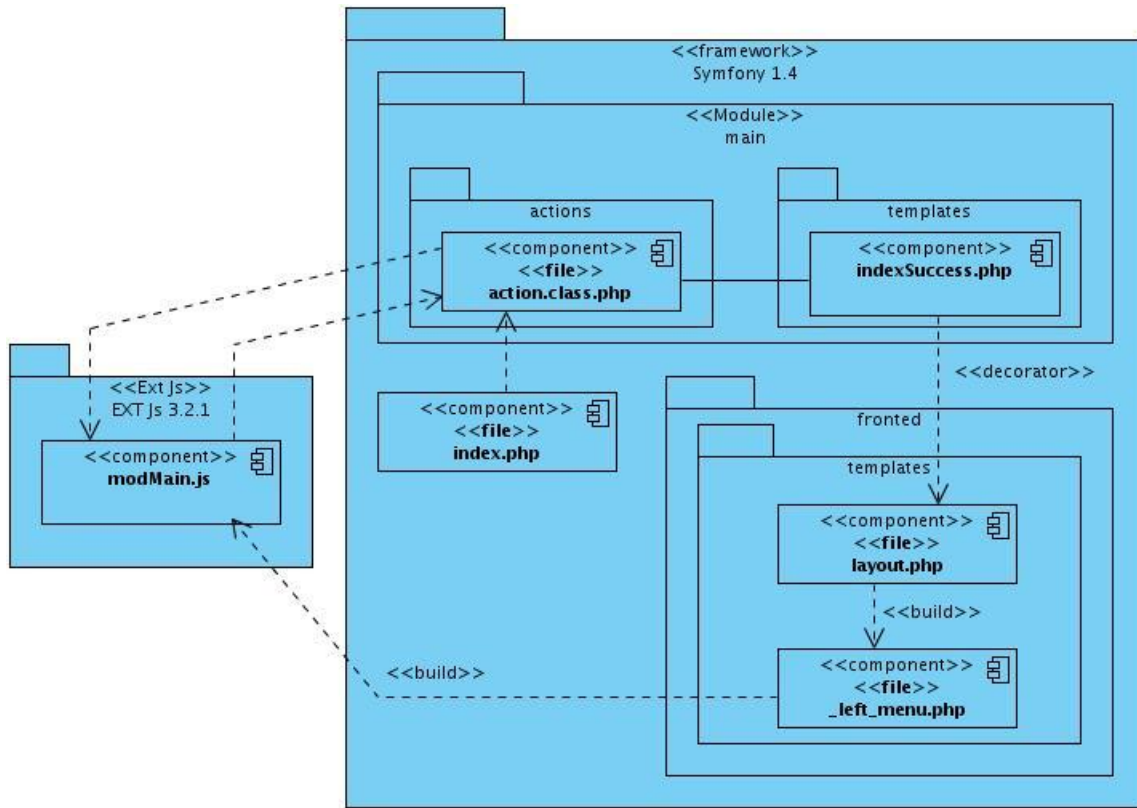 <<framework>>
Symfony 1.4
<<Module>>
main
actions
<<component>>
<<file>>
action.class.php
templates
<<component>>
indexSuccess.php
<<decorator>>
<<Ext Js>>
EXT Js 3.2.1
<<component>>
modMain.js
<<component>>
<<file>>
index.php
fronted
templates
<<component>>
<<file>>
layout.php
<<build>>
<<component>>
<<file>>
_left_menu.php
<<build>>